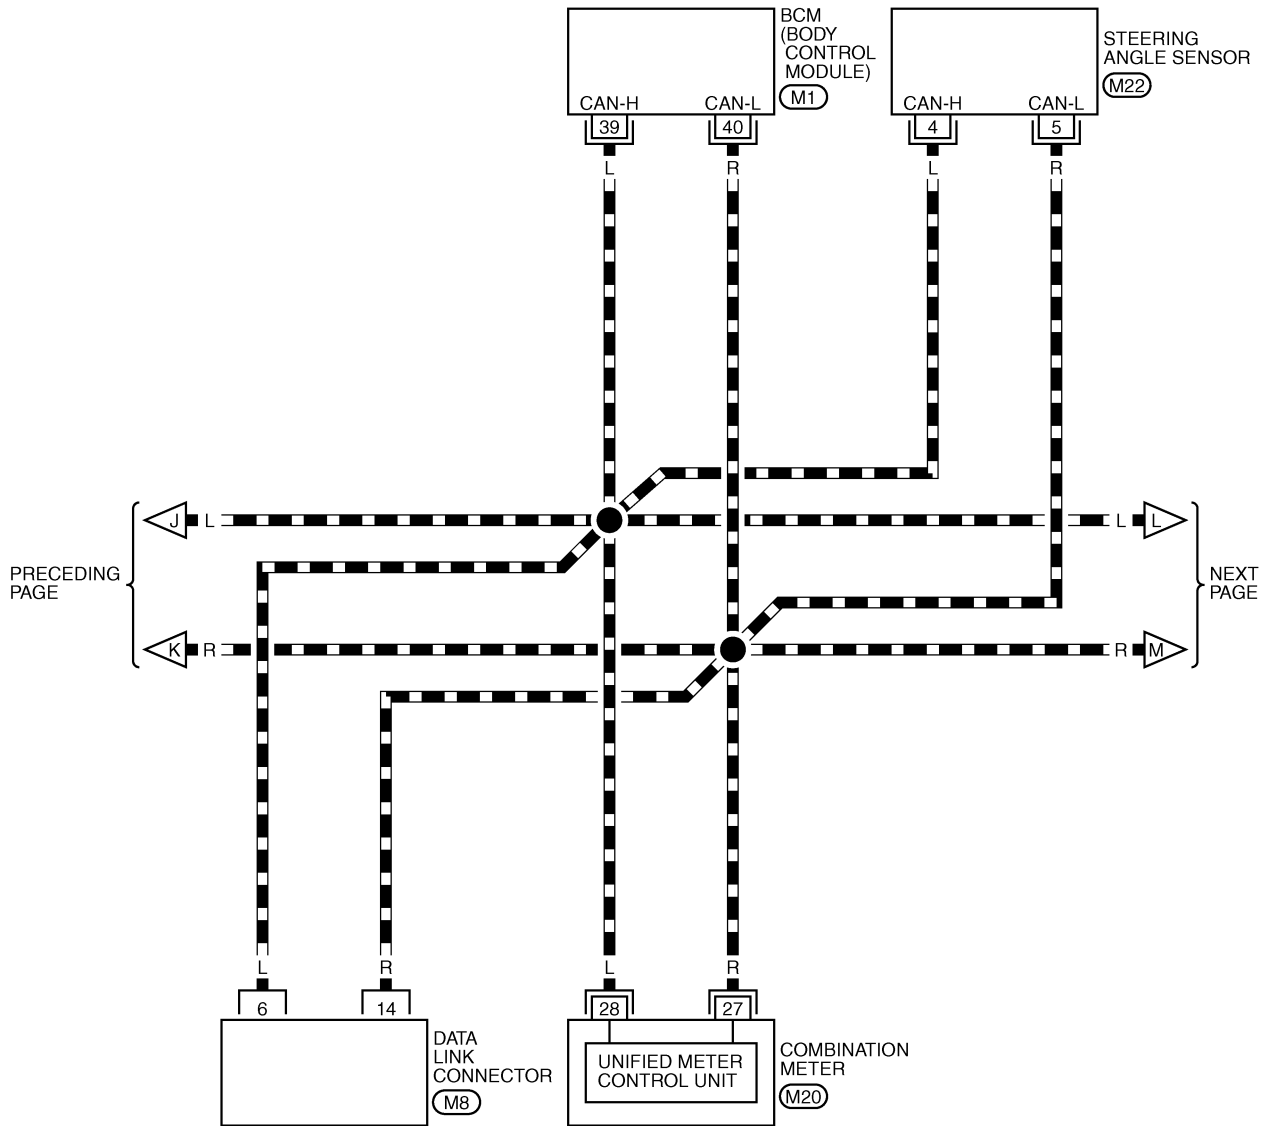 BCM
(BODY
CONTROL
MODULE)
M1
STEERING
ANGLE SENSOR
M22
CAN-H
CAN-L
CAN-H
CAN-L
39
40
4
5
L
R
L
R
J
L
L
L
PRECEDING
PAGE
NEXT
PAGE
K
R
R
M
L
R
L
R
6
14
28
27
DATA
LINK
CONNECTOR
M8
UNIFIED METER
CONTROL UNIT
COMBINATION
METER
M20